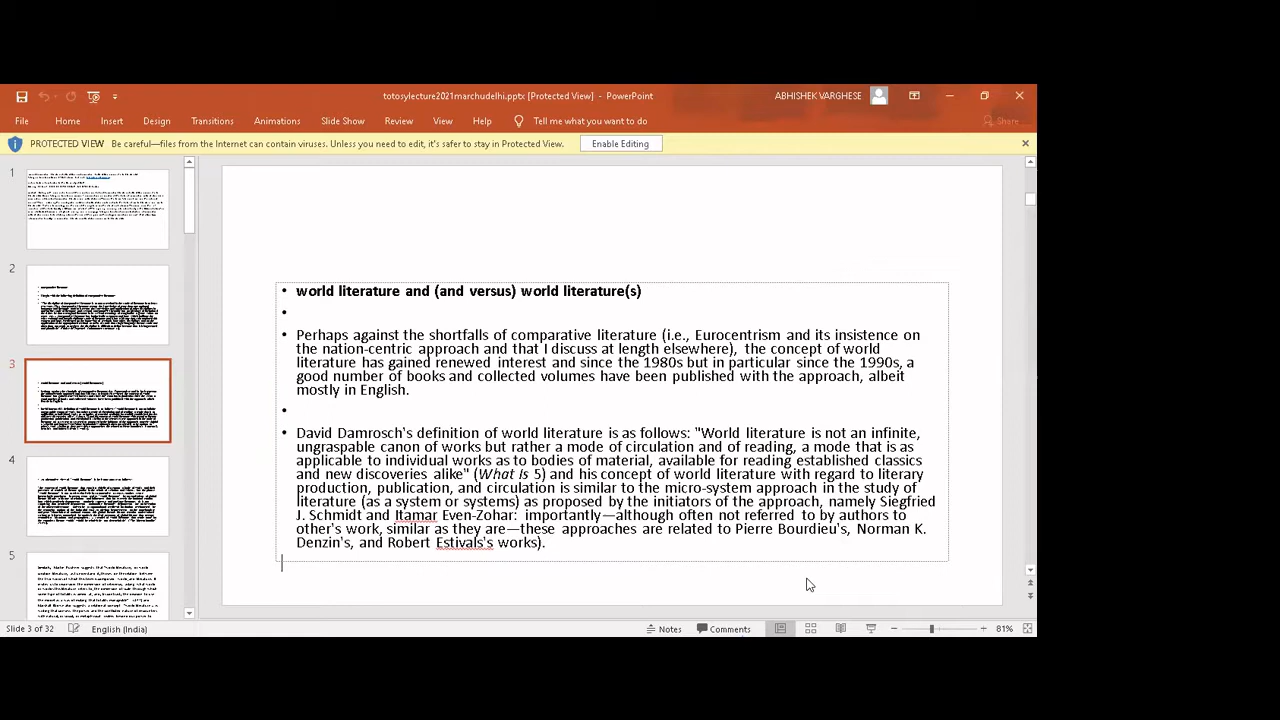 totosylecture2021marchudelhi.pptx [Protected View] - PowerPoint
ABHISHEK VARGHESE
File Home Insert Design Transitions Animations Slide Show Review View Help Tell me what you want to do Share
PROTECTED VIEW Be careful—files from the Internet can contain viruses. Unless you need to edit, it's safer to stay in Protected View. Enable Editing
1
2
3
4
5
• world literature and (and versus) world literature(s)
•
• Perhaps against the shortfalls of comparative literature (i.e., Eurocentrism and its insistence on
the nation-centric approach and that I discuss at length elsewhere), the concept of world
literature has gained renewed interest and since the 1980s but in particular since the 1990s, a
good number of books and collected volumes have been published with the approach, albeit
mostly in English.
•
• David Damrosch's definition of world literature is as follows: "World literature is not an infinite,
ungraspable canon of works but rather a mode of circulation and of reading, a mode that is as
applicable to individual works as to bodies of material, available for reading established classics
and new discoveries alike" (What Is 5) and his concept of world literature with regard to literary
production, publication, and circulation is similar to the micro-system approach in the study of
literature (as a system or systems) as proposed by the initiators of the approach, namely Siegfried
J. Schmidt and Itamar Even-Zohar: importantly—although often not referred to by authors to
other's work, similar as they are—these approaches are related to Pierre Bourdieu's, Norman K.
Denzin's, and Robert Estivals's works).
Slide 3 of 32 English (India) Notes Comments 81%